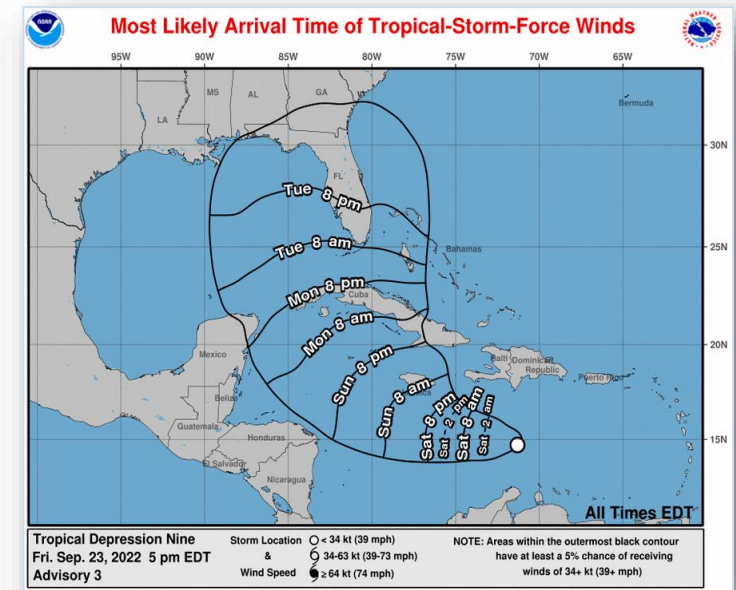 NOAA
Most Likely Arrival Time of Tropical-Storm-Force Winds
95W 90W 85W 80W 75W 70W 65W
MS AL GA
LA
Bermuda
30N
FL
Tue 8 pm
25N
Tue 8 am
Bahamas
Mon 8 pm
Cuba
Mon 8 am
20N
Mexico
Sun 8 pm
Haiti Dominican
Republic
Puerto Rico
Belize
Sun 8 am
Sat 8 pm
Sat 2 pm
Sat 8 am
Sat 2 am
Guatemala
15N
Honduras
El Salvador
Nicaragua
All Times EDT
Tropical Depression Nine
Fri. Sep. 23, 2022 5 pm EDT
Advisory 3
Storm Location
&
Wind Speed
< 34 kt (39 mph)
34-63 kt (39-73 mph)
≥ 64 kt (74 mph)
NOTE: Areas within the outermost black contour
have at least a 5% chance of receiving
winds of 34+ kt (39+ mph)